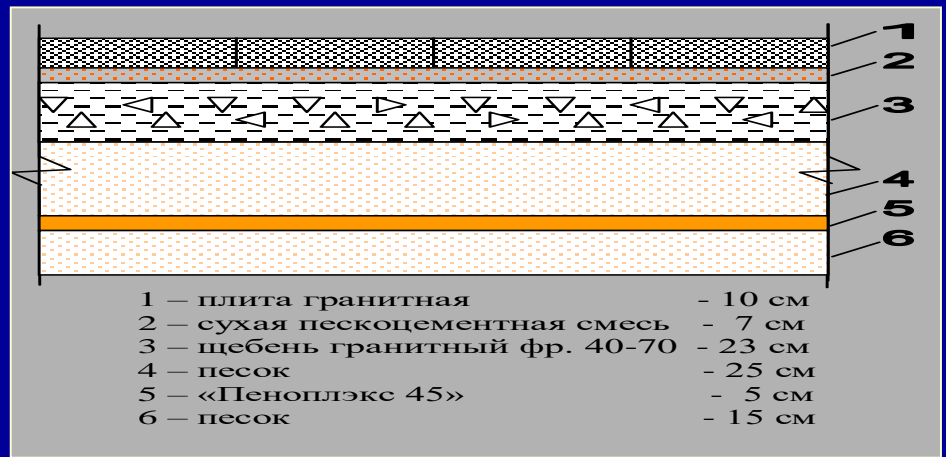 1
2
3
4
5
6
1 – плита гранитная - 10 см
2 – сухая пескоцементная смесь - 7 см
3 – щебень гранитный фр. 40-70 - 23 см
4 – песок - 25 см
5 – «Пеноплэкс 45» - 5 см
6 – песок - 15 см